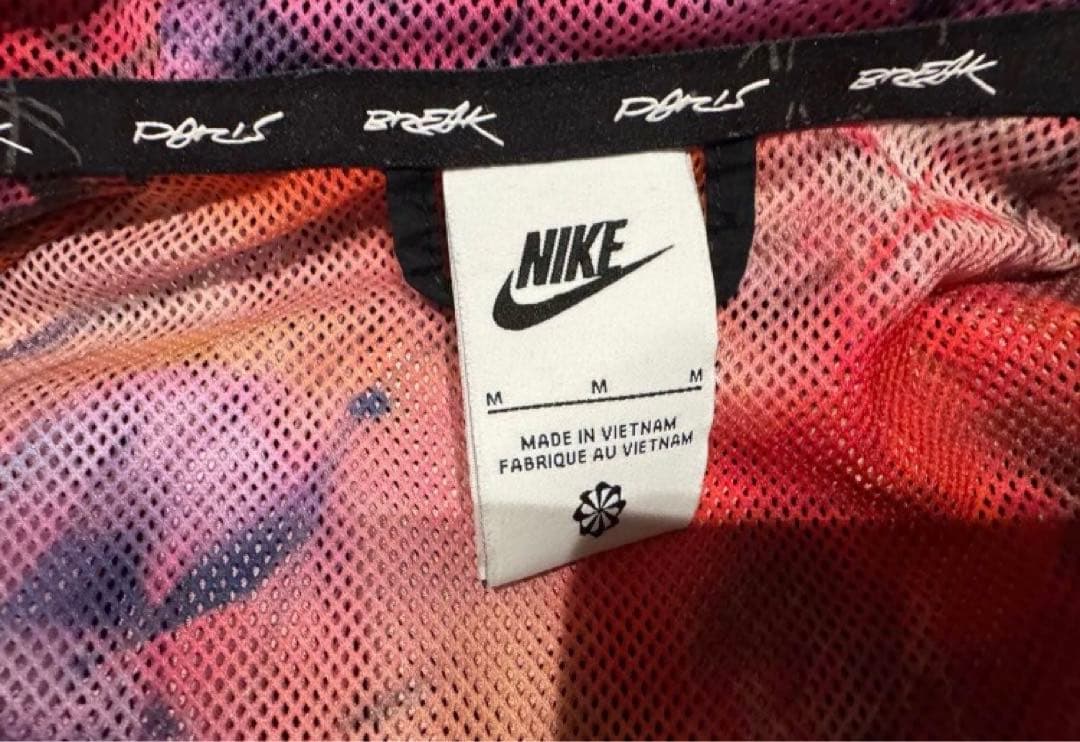 PARIS BREAK PARIS BREAK
NIKE
M M M
MADE IN VIETNAM
FABRIQUE AU VIETNAM